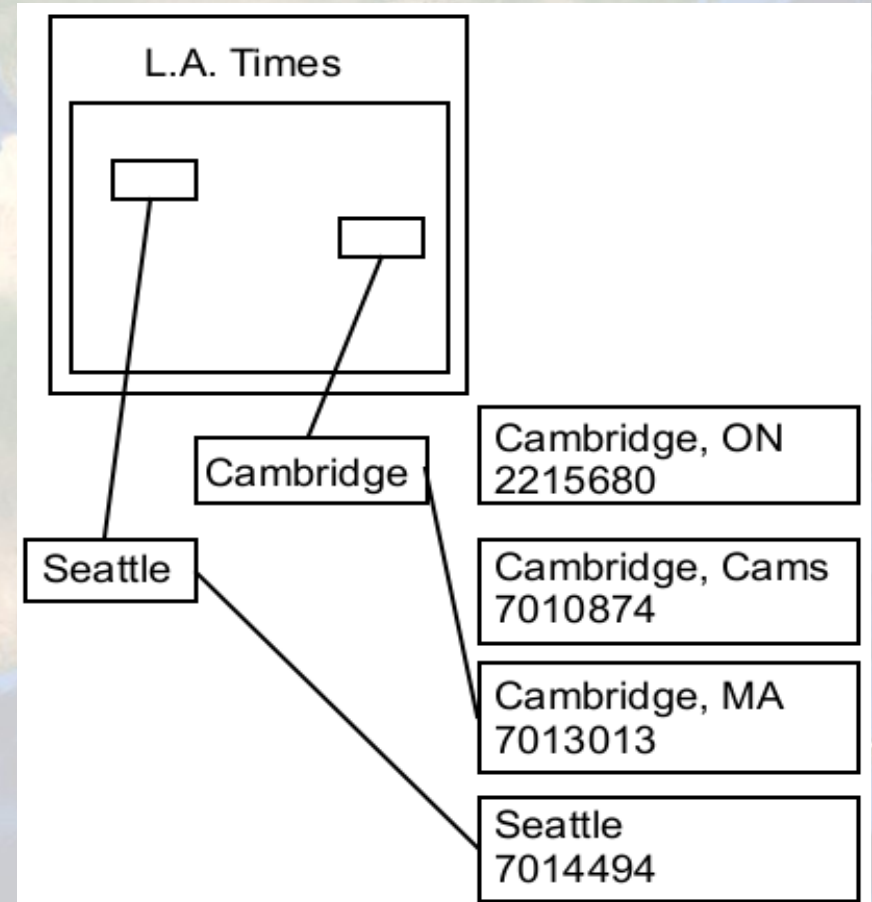 L.A. Times
Cambridge
Seattle
Cambridge, ON
2215680
Cambridge, Cams
7010874
Cambridge, MA
7013013
Seattle
7014494